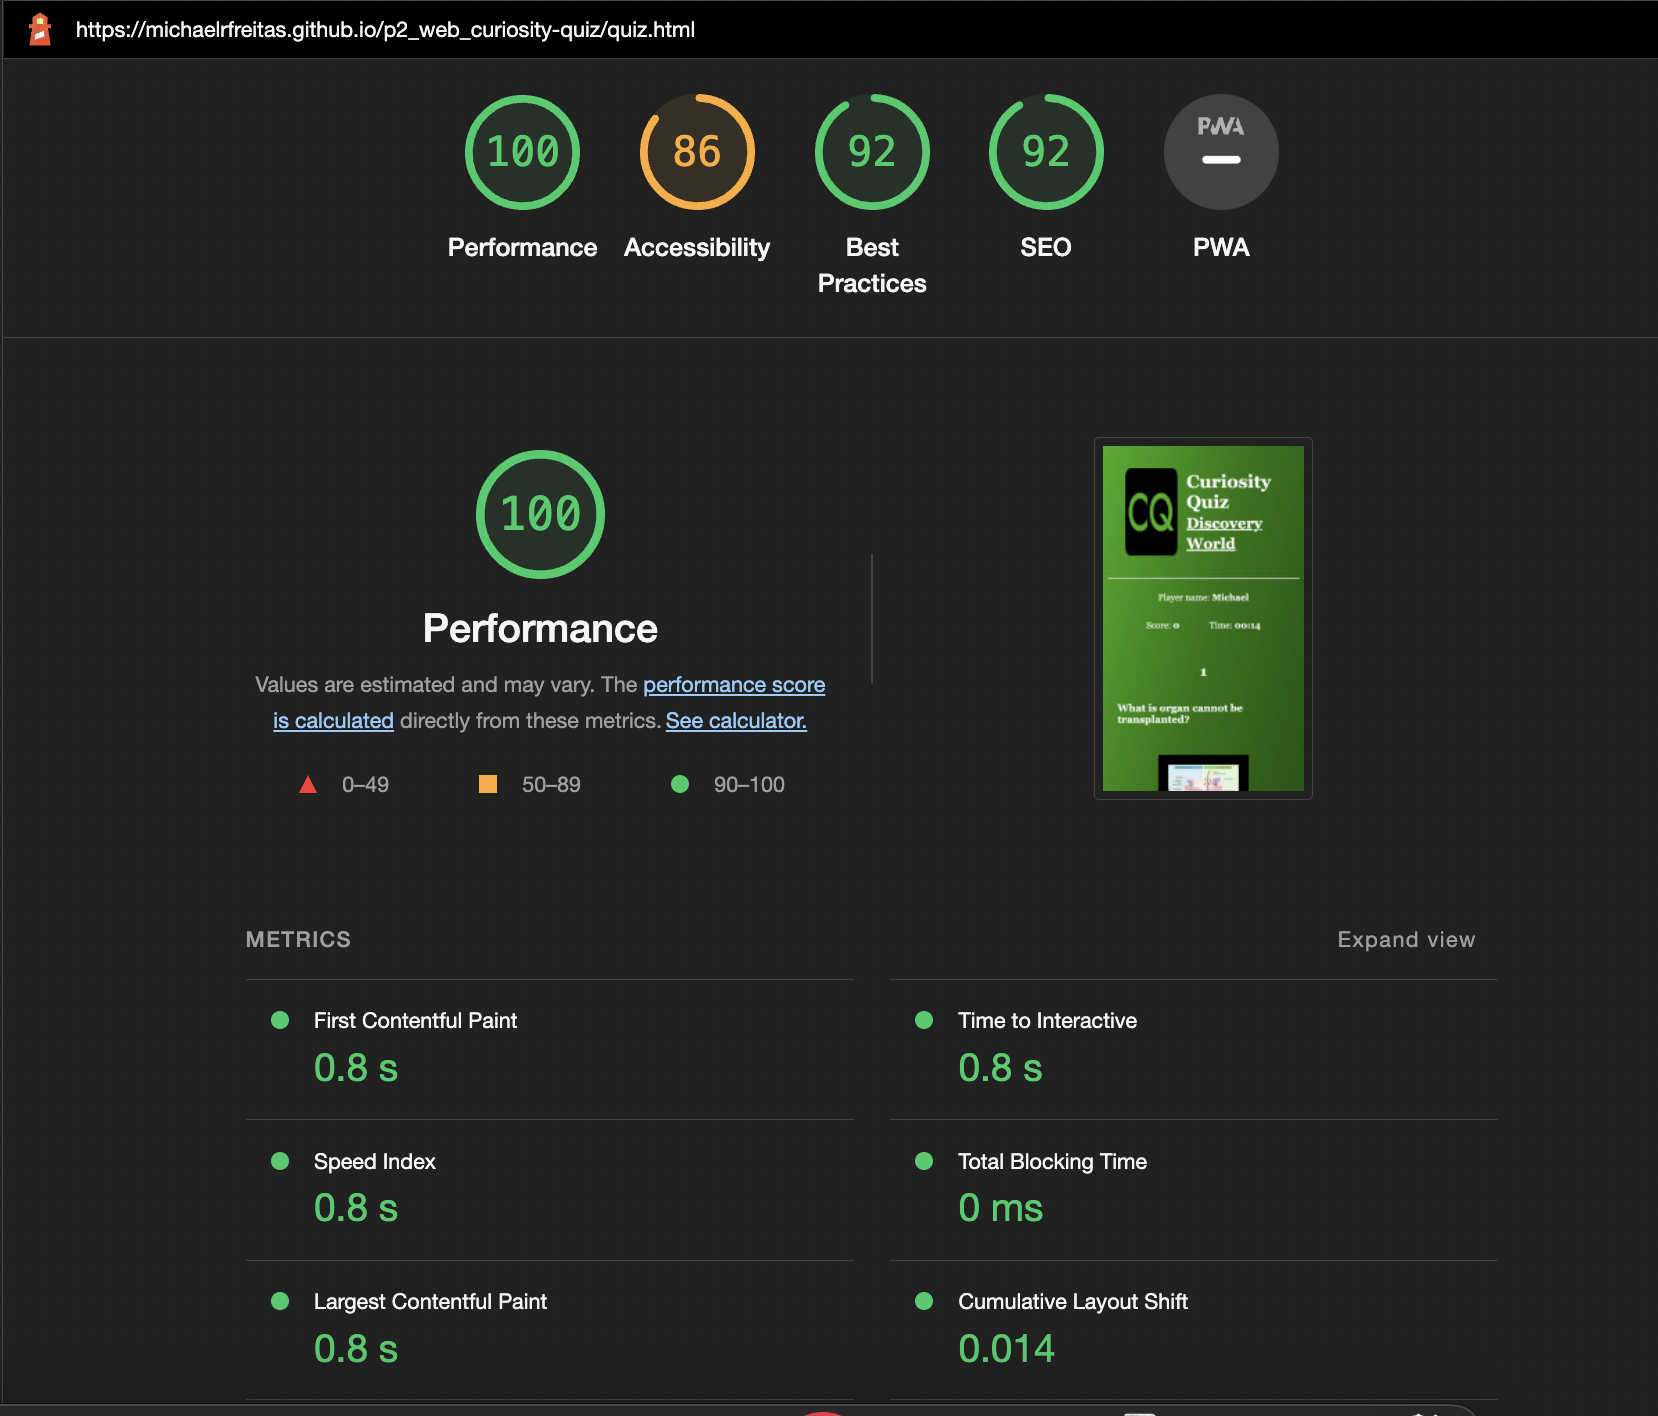 https://michaelrfreitas.github.io/p2_web_curiosity-quiz/quiz.html
100
86
92
92
PWA
Performance
Accessibility
Best
Practices
SEO
PWA
100
Performance
Values are estimated and may vary. The performance score
is calculated directly from these metrics. See calculator.
0–49
50–89
90–100
CQ
Curiosity
Quiz
Discovery
World
Player name: Michael
Score: 0 Time: 00:14
1
What is organ cannot be
transplanted?
METRICS
Expand view
First Contentful Paint
0.8 s
Time to Interactive
0.8 s
Speed Index
0.8 s
Total Blocking Time
0 ms
Largest Contentful Paint
0.8 s
Cumulative Layout Shift
0.014